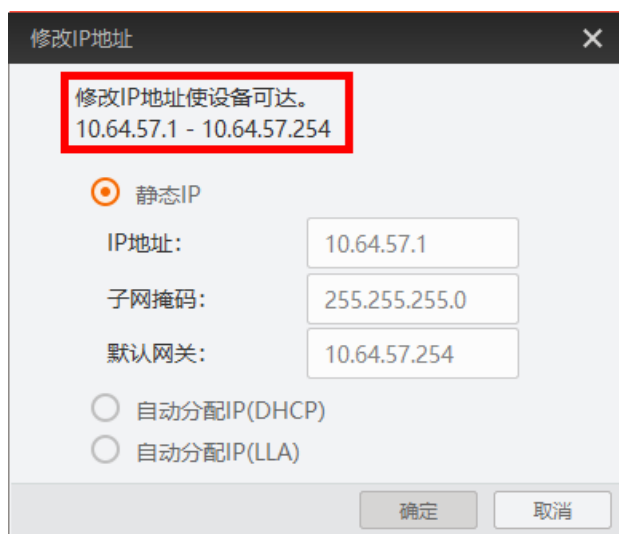 修改IP地址
修改IP地址使设备可达。
10.64.57.1 - 10.64.57.254
静态IP
IP地址： 10.64.57.1
子网掩码： 255.255.255.0
默认网关： 10.64.57.254
自动分配IP(DHCP)
自动分配IP(LLA)
确定 取消